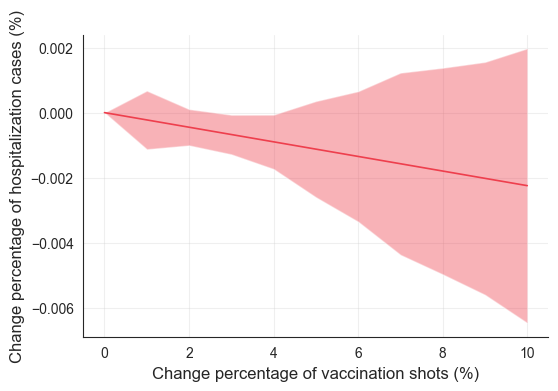 Change percentage of hospitalization cases (%)
0.002
0.000
−0.002
−0.004
−0.006
0 2 4 6 8 10
Change percentage of vaccination shots (%)